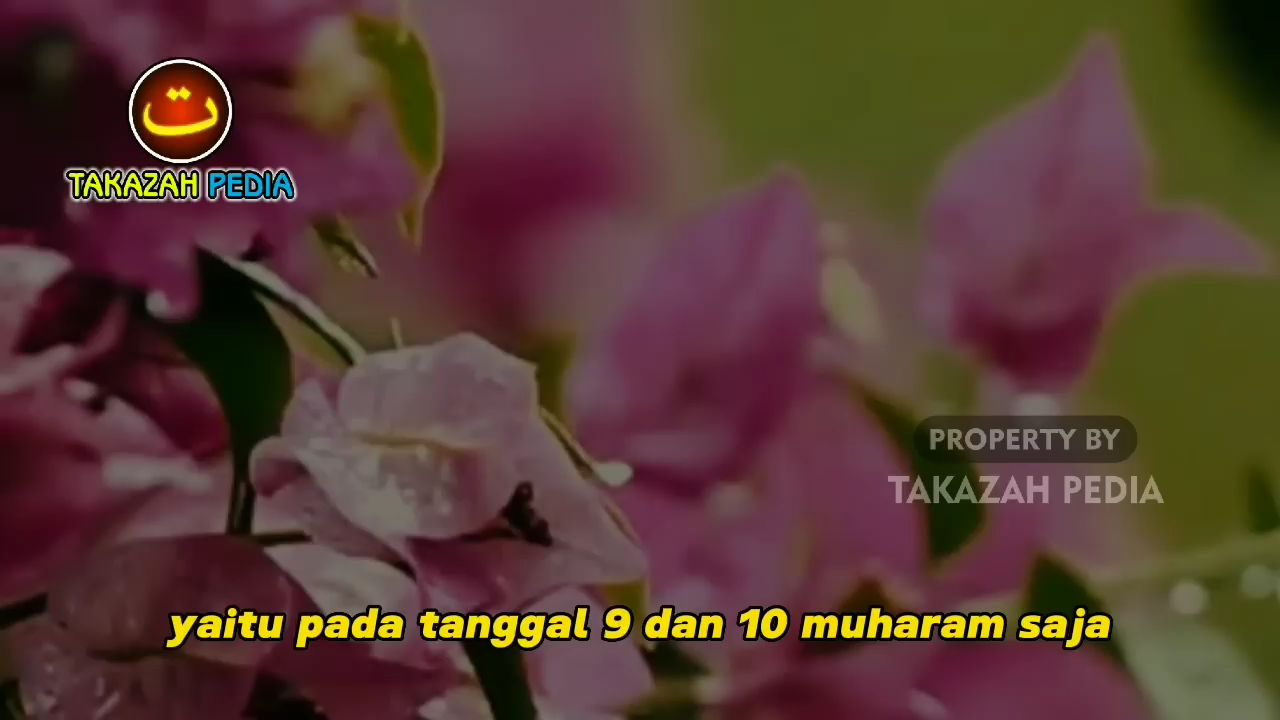 ت
TAKAZAH PEDIA
PROPERTY BY
TAKAZAH PEDIA
yaitu pada tanggal 9 dan 10 muharam saja